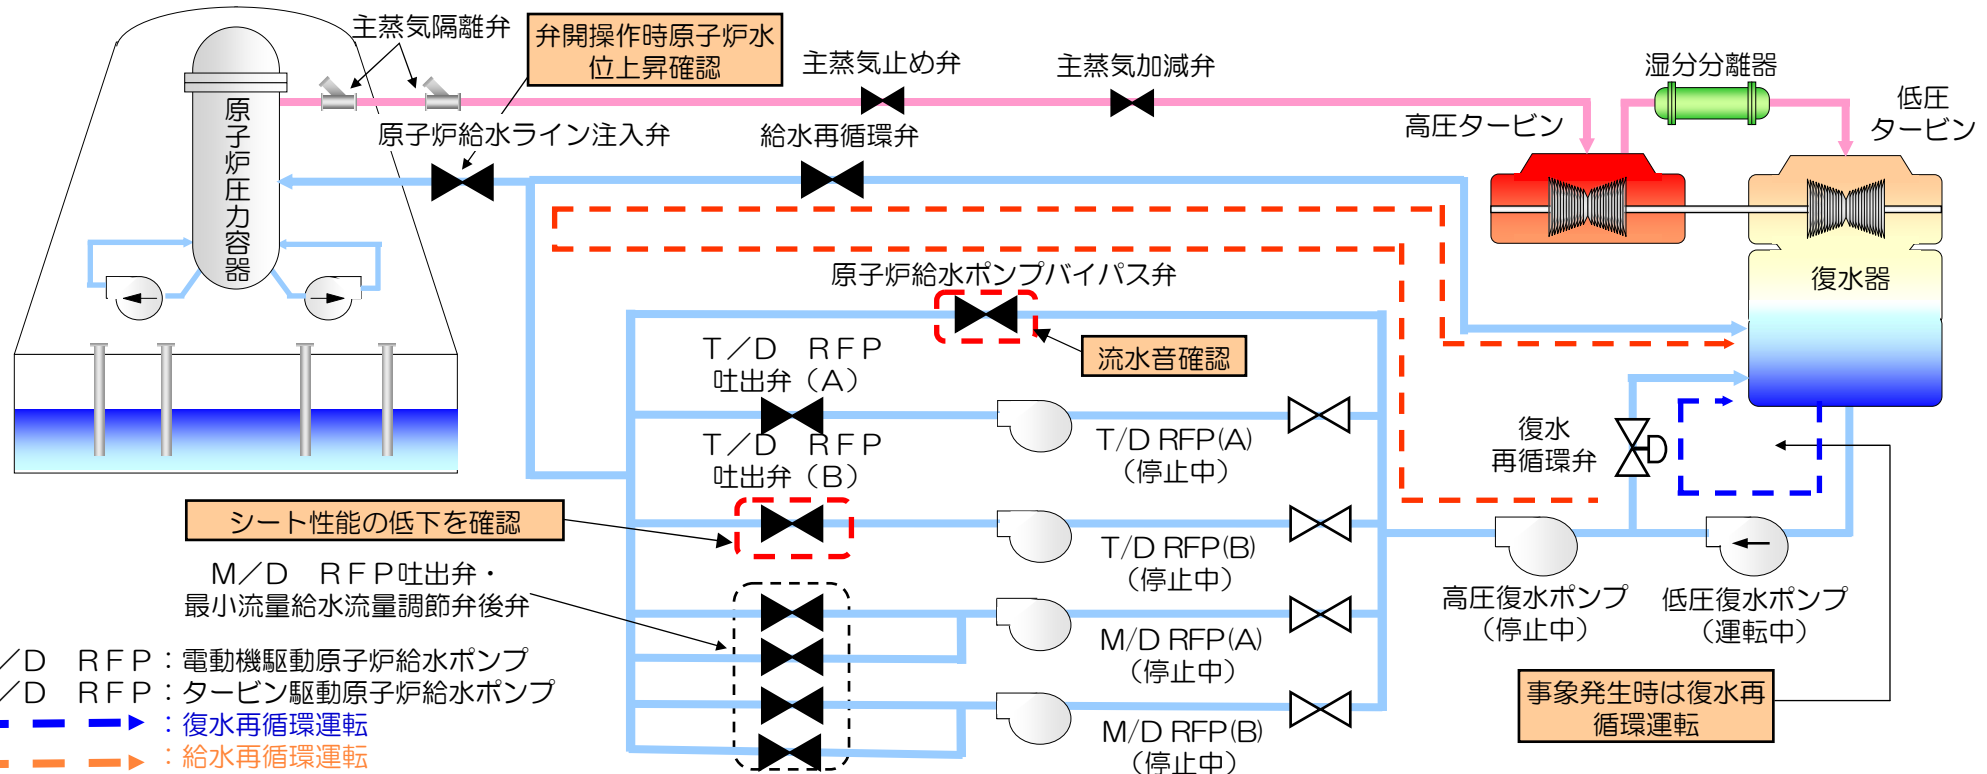 主蒸気隔離弁
弁開操作時原子炉水
位上昇確認
主蒸気止め弁
主蒸気加減弁
湿分分離器
低圧
タービン
高圧タービン
原子炉圧力容器
原子炉給水ライン注入弁
給水再循環弁
復水器
原子炉給水ポンプバイパス弁
流水音確認
T／D　RFP
吐出弁（A）
T/D RFP(A)
（停止中）
復水
再循環弁
T／D　RFP
吐出弁（B）
シート性能の低下を確認
T/D RFP(B)
（停止中）
M／D　RFP吐出弁・
最小流量給水流量調節弁後弁
高圧復水ポンプ
（停止中）
低圧復水ポンプ
（運転中）
M/D RFP(A)
（停止中）
事象発生時は復水再
循環運転
M/D RFP(B)
（停止中）
／D　RFP：電動機駆動原子炉給水ポンプ
／D　RFP：タービン駆動原子炉給水ポンプ
：復水再循環運転
：給水再循環運転